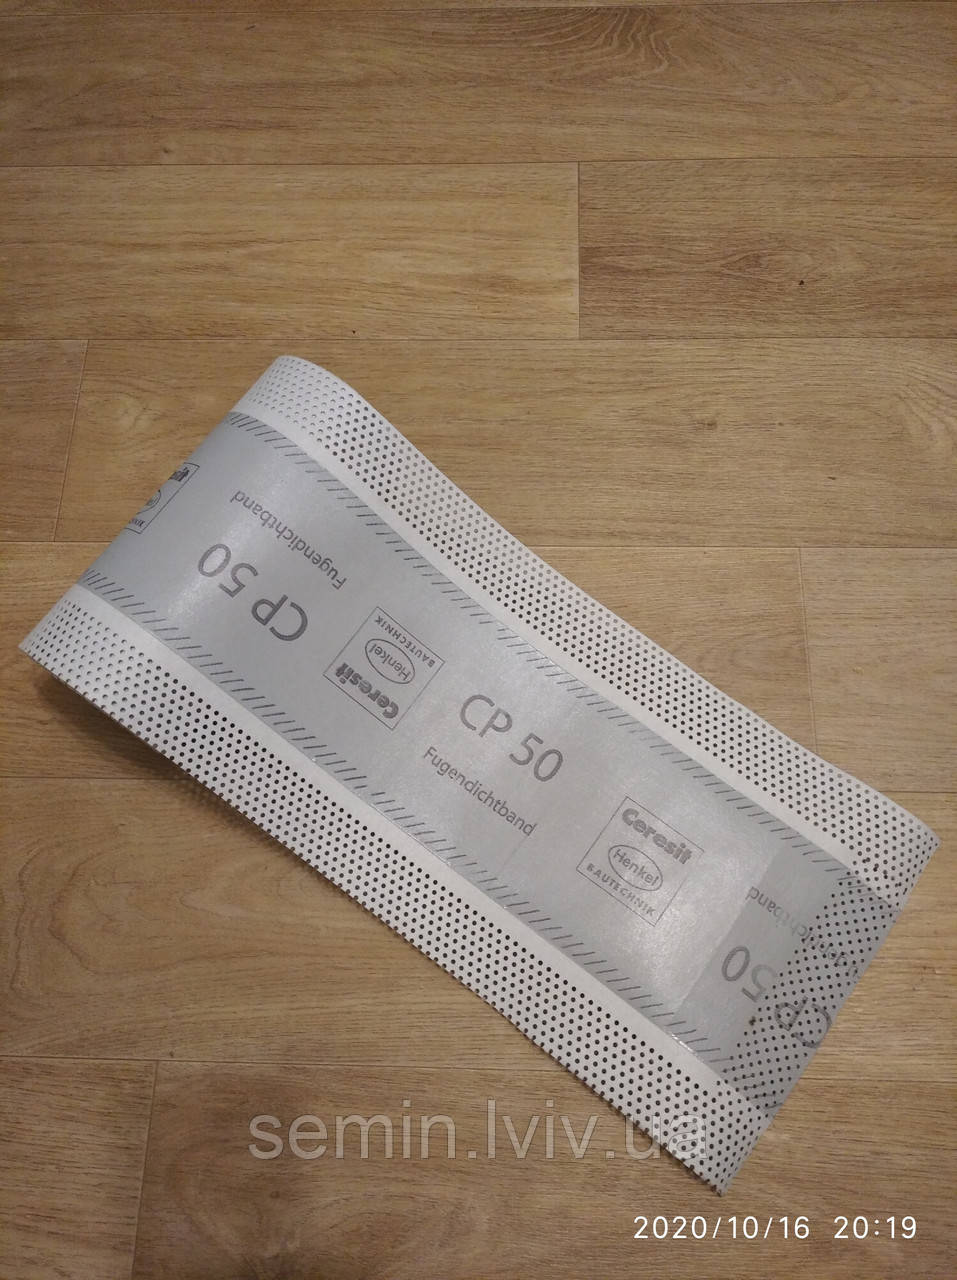 Ceresit
Fugendichtband
CP 50
Ceresit
Henkel
BAUTECHNIK
CP 50
Fugendichtband
Ceresit
Henkel
BAUTECHNIK
CP 50
semin.lviv.ua
2020/10/16 20:19